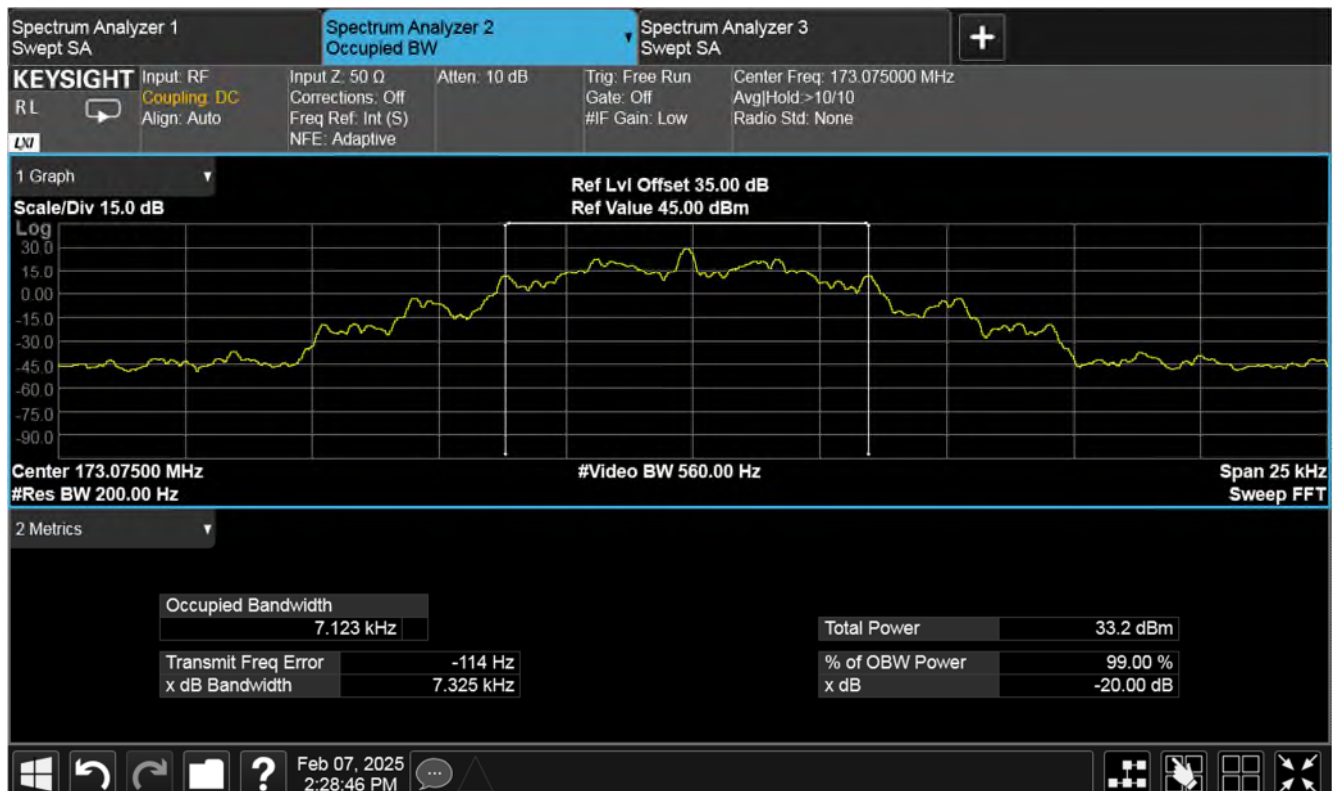 Spectrum Analyzer 1
Swept SA
Spectrum Analyzer 2
Occupied BW
Spectrum Analyzer 3
Swept SA
KEYSIGHT
R L
LXI
Input: RF
Coupling: DC
Align: Auto
Input Z: 50 Ω
Corrections: Off
Freq Ref: Int (S)
NFE: Adaptive
Atten: 10 dB
Trig: Free Run
Gate: Off
#IF Gain: Low
Center Freq: 173.075000 MHz
Avg|Hold:>10/10
Radio Std: None
1 Graph
Scale/Div 15.0 dB
Ref Lvl Offset 35.00 dB
Ref Value 45.00 dBm
Log
30.0
15.0
0.00
-15.0
-30.0
-45.0
-60.0
-75.0
-90.0
Center 173.07500 MHz
#Video BW 560.00 Hz
Span 25 kHz
#Res BW 200.00 Hz
Sweep FFT
2 Metrics
Occupied Bandwidth
7.123 kHz
Total Power 33.2 dBm
Transmit Freq Error -114 Hz
% of OBW Power 99.00 %
x dB Bandwidth 7.325 kHz
x dB -20.00 dB
?
Feb 07, 2025
2:28:46 PM